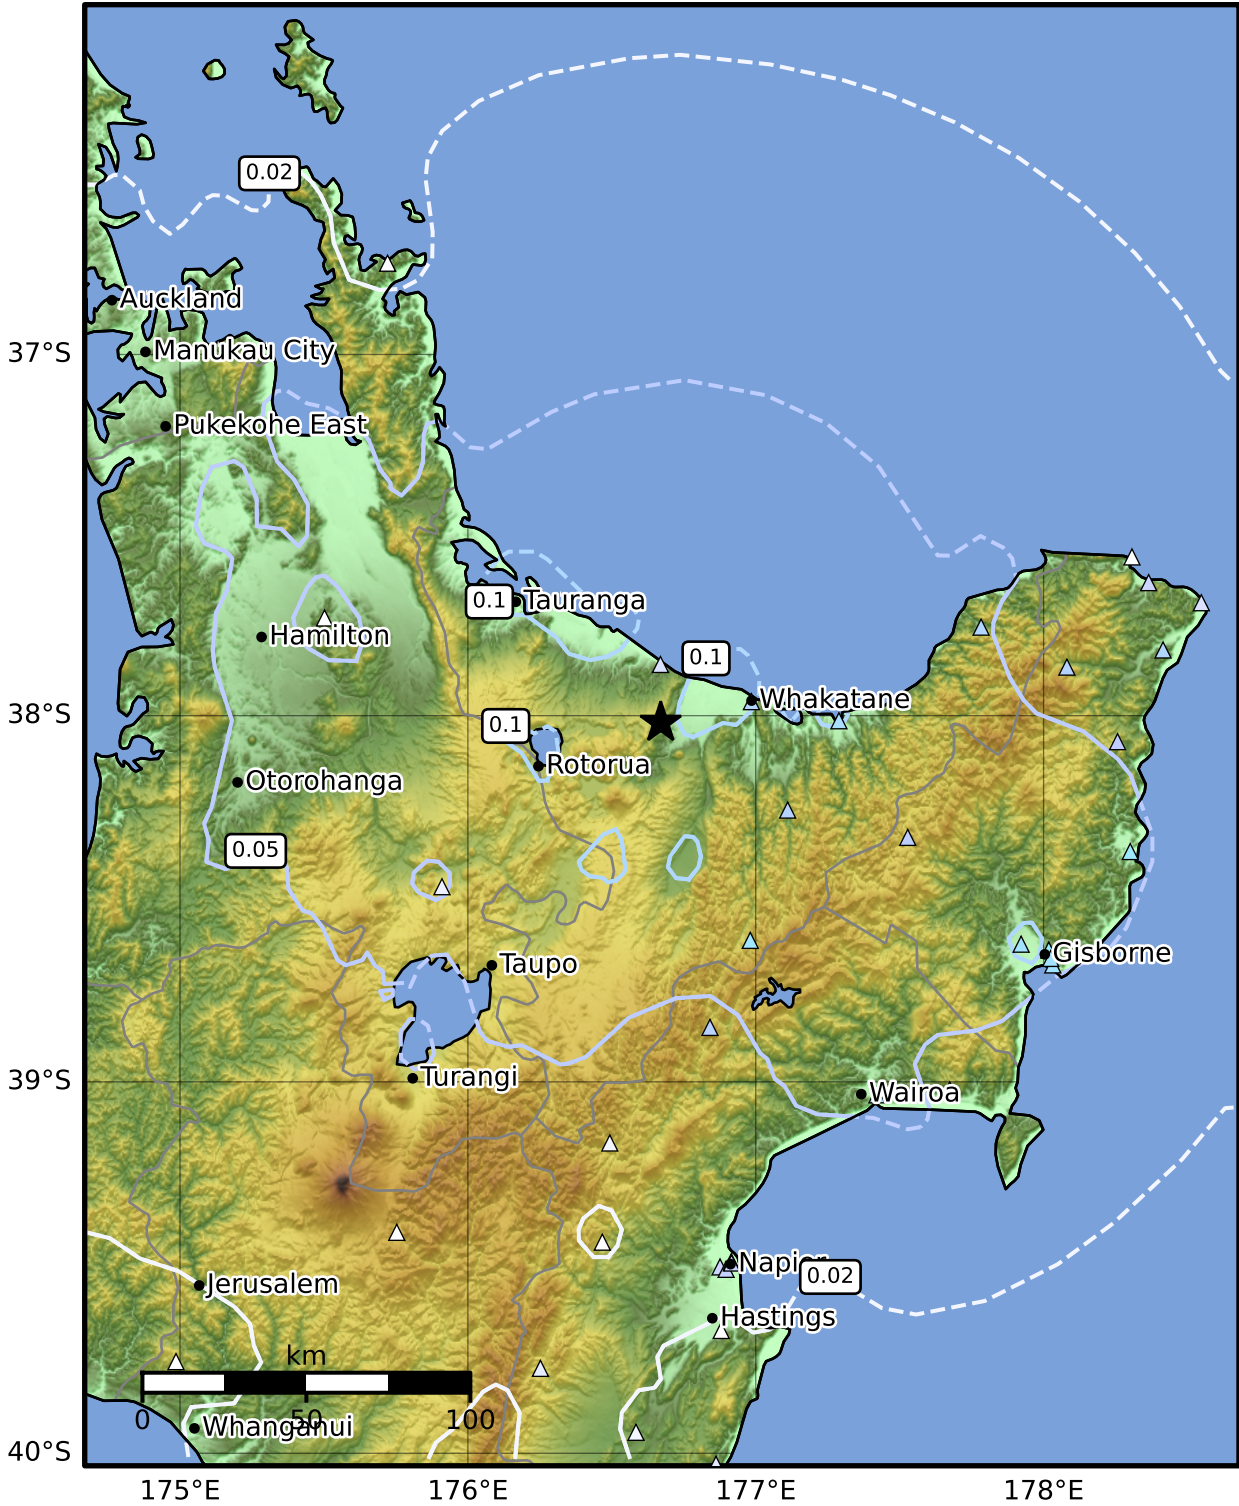 0.02
Auckland
Manukau City
37°S
Pukekohe East
0.1
Tauranga
Hamilton
0.1
Whakatane
38°S
0.1
Rotorua
Otorohanga
0.05
Gisborne
Taupo
Turangi
39°S
Wairoa
Napier
0.02
Jerusalem
Hastings
km
0 50 100
Whanganui
40°S
175°E 176°E 177°E 178°E